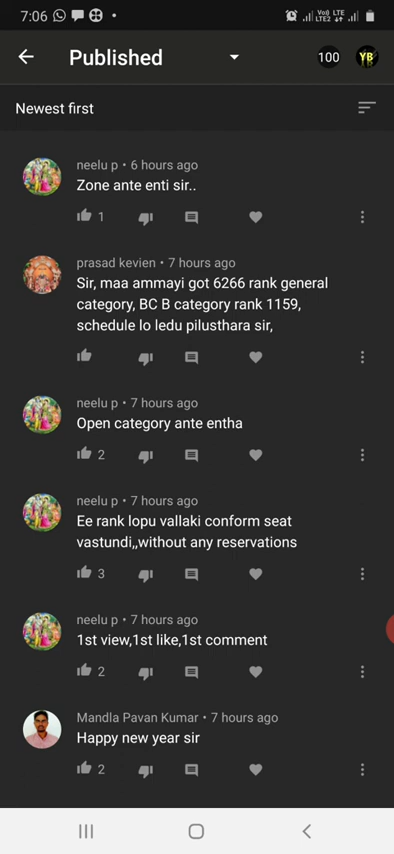 7:06
Vo) LTE
LTE2
Published
100
YB
Newest first
neelu p • 6 hours ago
Zone ante enti sir..
1
prasad kevien • 7 hours ago
Sir, maa ammayi got 6266 rank general
category, BC B category rank 1159,
schedule lo ledu pilusthara sir,
neelu p • 7 hours ago
Open category ante entha
2
neelu p • 7 hours ago
Ee rank lopu vallaki conform seat
vastundi,,without any reservations
3
neelu p • 7 hours ago
1st view,1st like,1st comment
2
Mandla Pavan Kumar • 7 hours ago
Happy new year sir
2